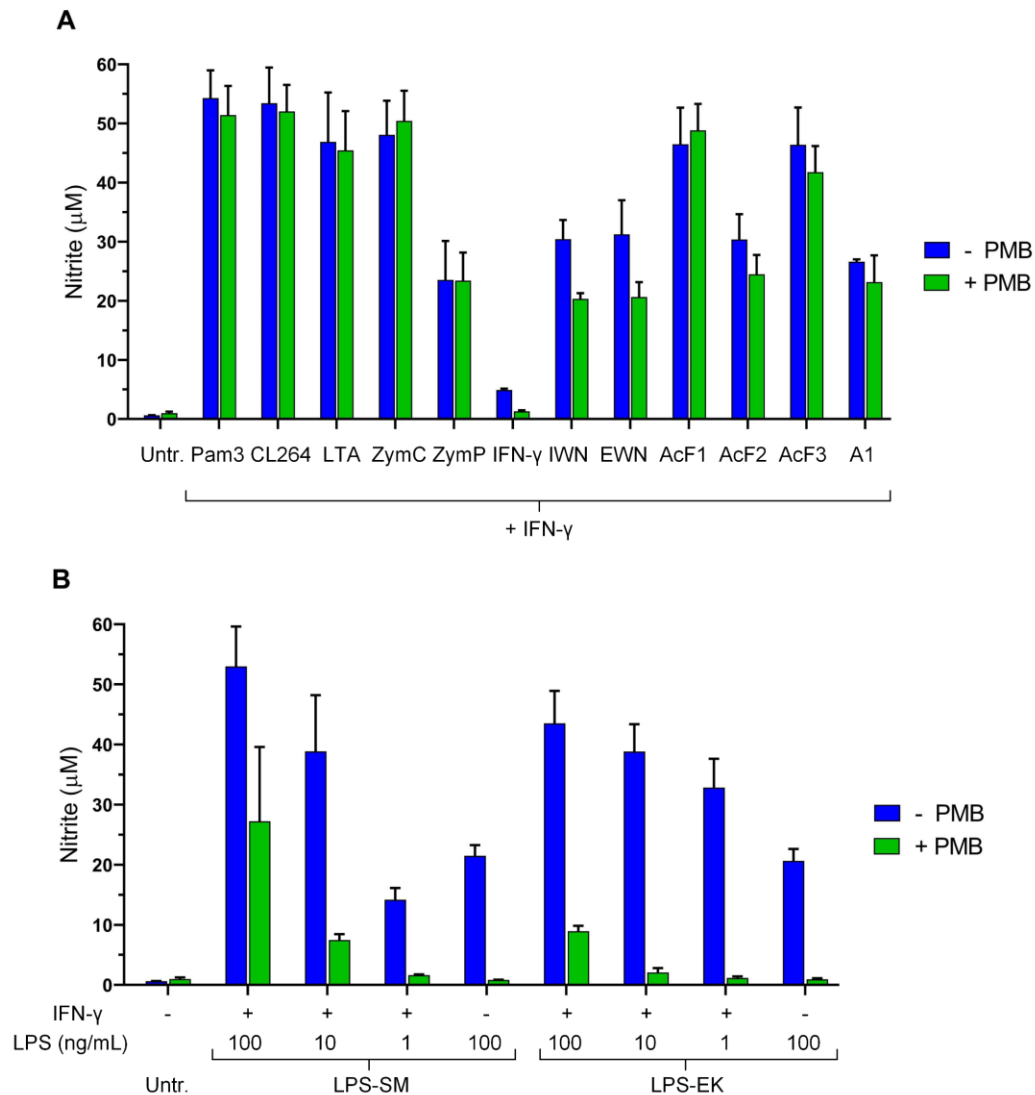 A
60
50
40
30
20
10
0
Nitrite (μM)
- PMB
+ PMB
Untr. Pam3 CL264 LTA ZymC ZymP IFN-γ IWN EWN AcF1 AcF2 AcF3 A1
+ IFN-γ
B
60
50
40
30
20
10
0
Nitrite (μM)
- PMB
+ PMB
IFN-γ - + + + - + + + -
LPS (ng/mL) 100 10 1 100 100 10 1 100
Untr. LPS-SM LPS-EK